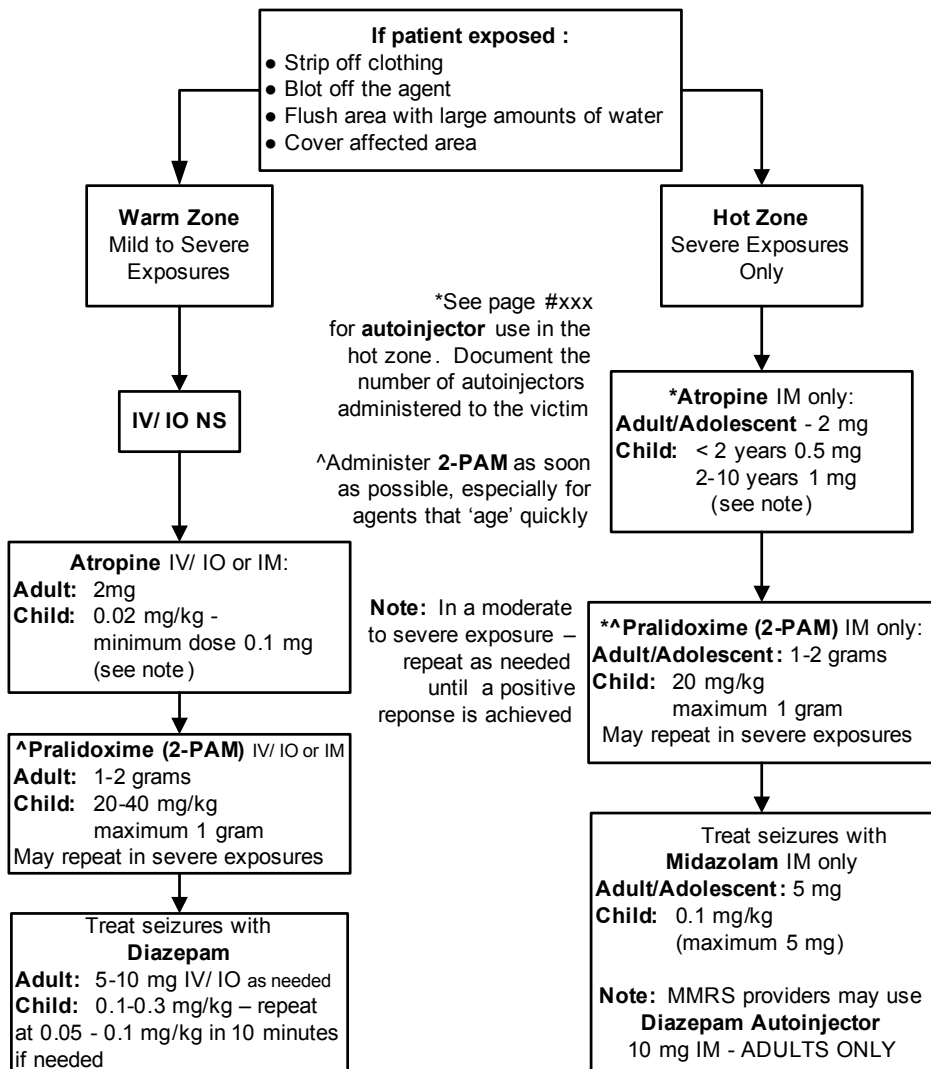 If patient exposed :
● Strip off clothing
● Blot off the agent
● Flush area with large amounts of water
● Cover affected area
Warm Zone
Mild to Severe
Exposures
IV/ IO NS
Atropine IV/ IO or IM:
Adult: 2mg
Child: 0.02 mg/kg -
minimum dose 0.1 mg
(see note)
^Pralidoxime (2-PAM) IV/ IO or IM
Adult: 1-2 grams
Child: 20-40 mg/kg
maximum 1 gram
May repeat in severe exposures
Treat seizures with
Diazepam
Adult: 5-10 mg IV/ IO as needed
Child: 0.1-0.3 mg/kg – repeat
at 0.05 - 0.1 mg/kg in 10 minutes
if needed
*See page #xxx
for autoinjector use in the
hot zone. Document the
number of autoinjectors
administered to the victim
^Administer 2-PAM as soon
as possible, especially for
agents that ‘age’ quickly
Note: In a moderate
to severe exposure –
repeat as needed
until a positive
reponse is achieved
Hot Zone
Severe Exposures
Only
*Atropine IM only:
Adult/Adolescent - 2 mg
Child: < 2 years 0.5 mg
2-10 years 1 mg
(see note)
*^Pralidoxime (2-PAM) IM only:
Adult/Adolescent: 1-2 grams
Child: 20 mg/kg
maximum 1 gram
May repeat in severe exposures
Treat seizures with
Midazolam IM only
Adult/Adolescent: 5 mg
Child: 0.1 mg/kg
(maximum 5 mg)
Note: MMRS providers may use
Diazepam Autoinjector
10 mg IM - ADULTS ONLY